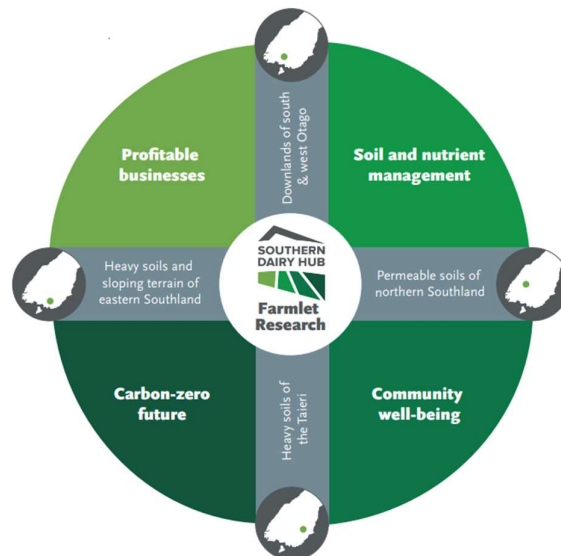 Downlands of south
& west Otago
Profitable
businesses
Soil and nutrient
management
Heavy soils and
sloping terrain of
eastern Southland
SOUTHERN
DAIRY HUB
Farmlet
Research
Permeable soils of
northern Southland
Carbon-zero
future
Heavy soils of
the Taieri
Community
well-being